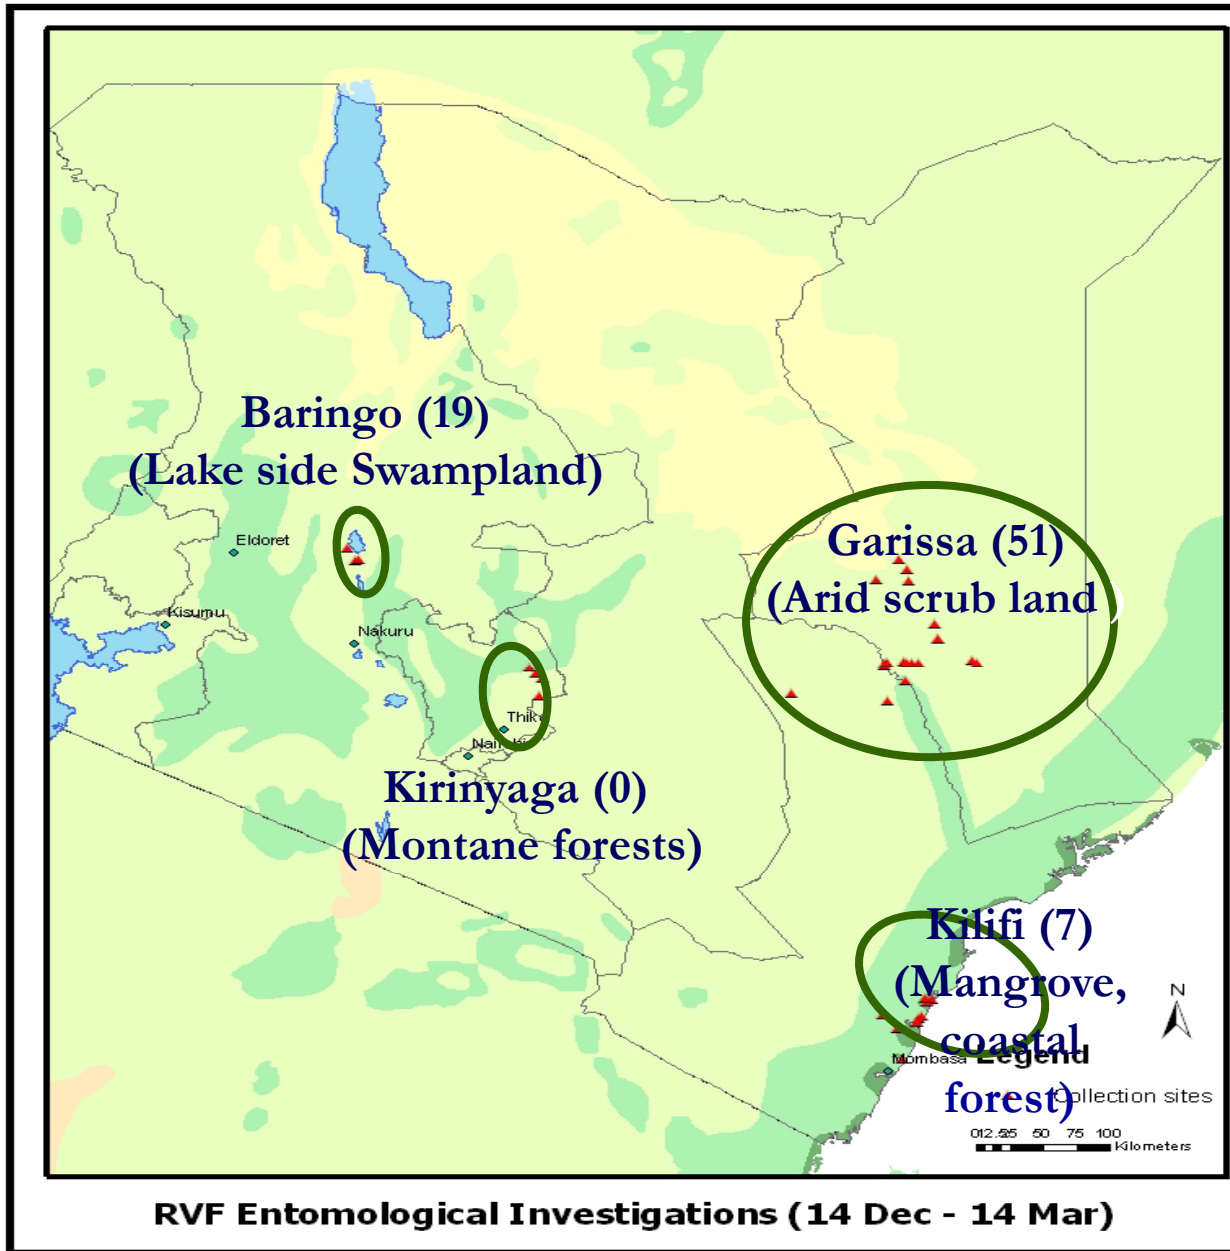 Baringo (19)
(Lake side Swampland)
Eldoret
Garissa (51)
(Arid scrub land )
Kisumu
Nakuru
Thik
Kirinyaga (0)
(Montane forests)
Kilifi (7)
(Mangrove,
coastal
forest)
N
Mombasa
Legend
Collection sites
0 12.5 25 50 75 100
Kilometers
RVF Entomological Investigations (14 Dec - 14 Mar)